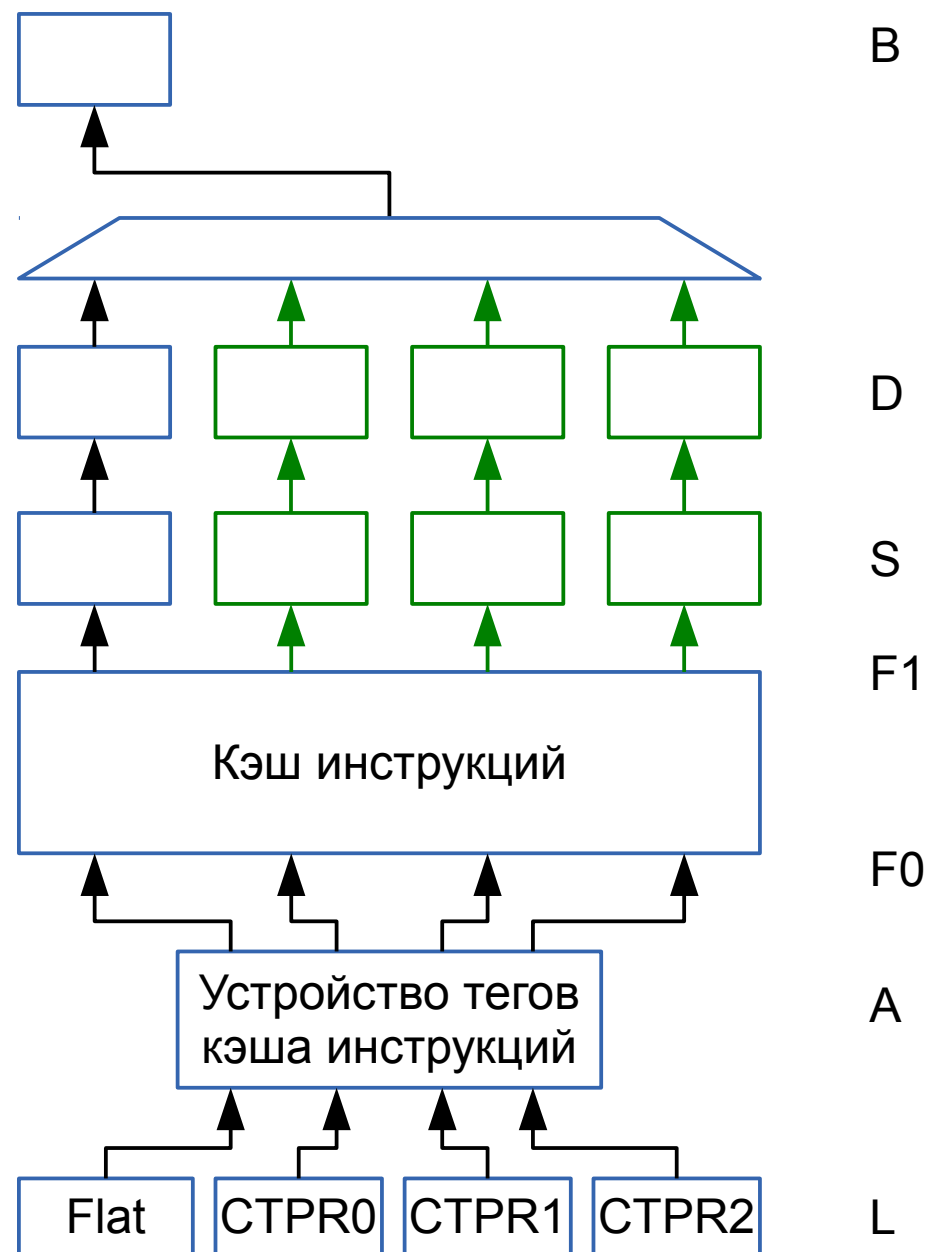 B
D
S
F1
Кэш инструкций
F0
Устройство тегов
кэша инструкций
A
Flat CTPR0 CTPR1 CTPR2 L